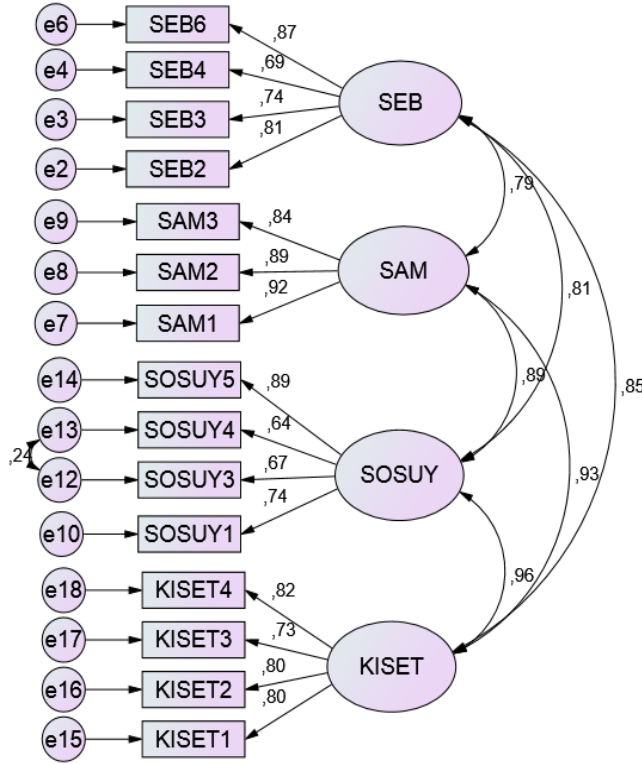 e6 SEB6 ,87
e4 SEB4 ,69
e3 SEB3 ,74
e2 SEB2 ,81
SEB
e9 SAM3 ,84
e8 SAM2 ,89
e7 SAM1 ,92
SAM
e14 SOSUY5 ,89
e13 SOSUY4 ,64
e12 SOSUY3 ,67
e10 SOSUY1 ,74
,24
SOSUY
e18 KISET4 ,82
e17 KISET3 ,73
e16 KISET2 ,80
e15 KISET1 ,80
KISET
,79
,81
,85
,89
,93
,96